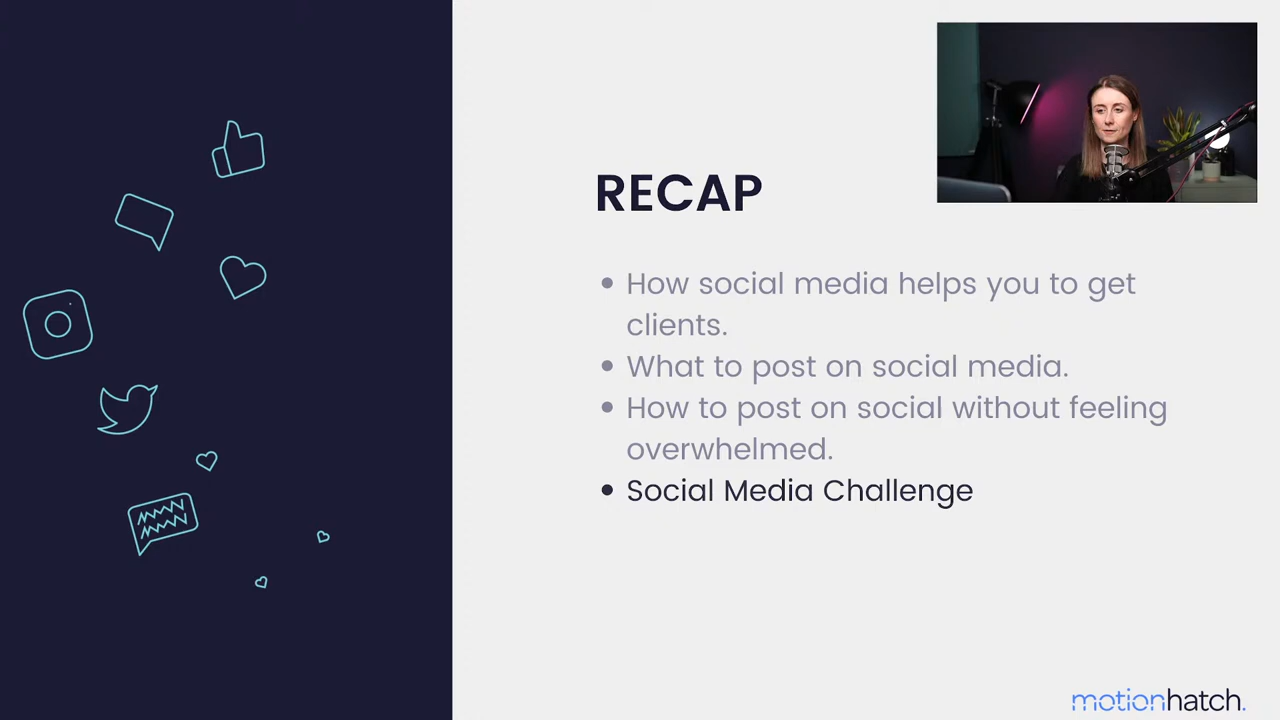 RECAP
• How social media helps you to get
clients.
• What to post on social media.
• How to post on social without feeling
overwhelmed.
• Social Media Challenge
motionhatch.